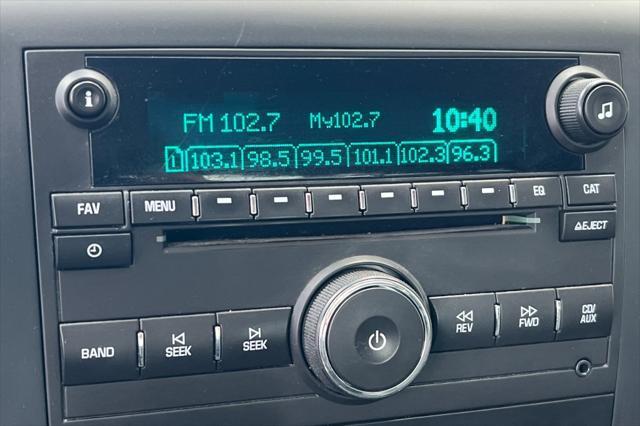 i
FM 102.7 My102.7 10:40
1 103.1 98.5 99.5 101.1 102.3 96.3
FAV MENU EQ CAT
EJECT
BAND SEEK SEEK REV FWD CD/AUX